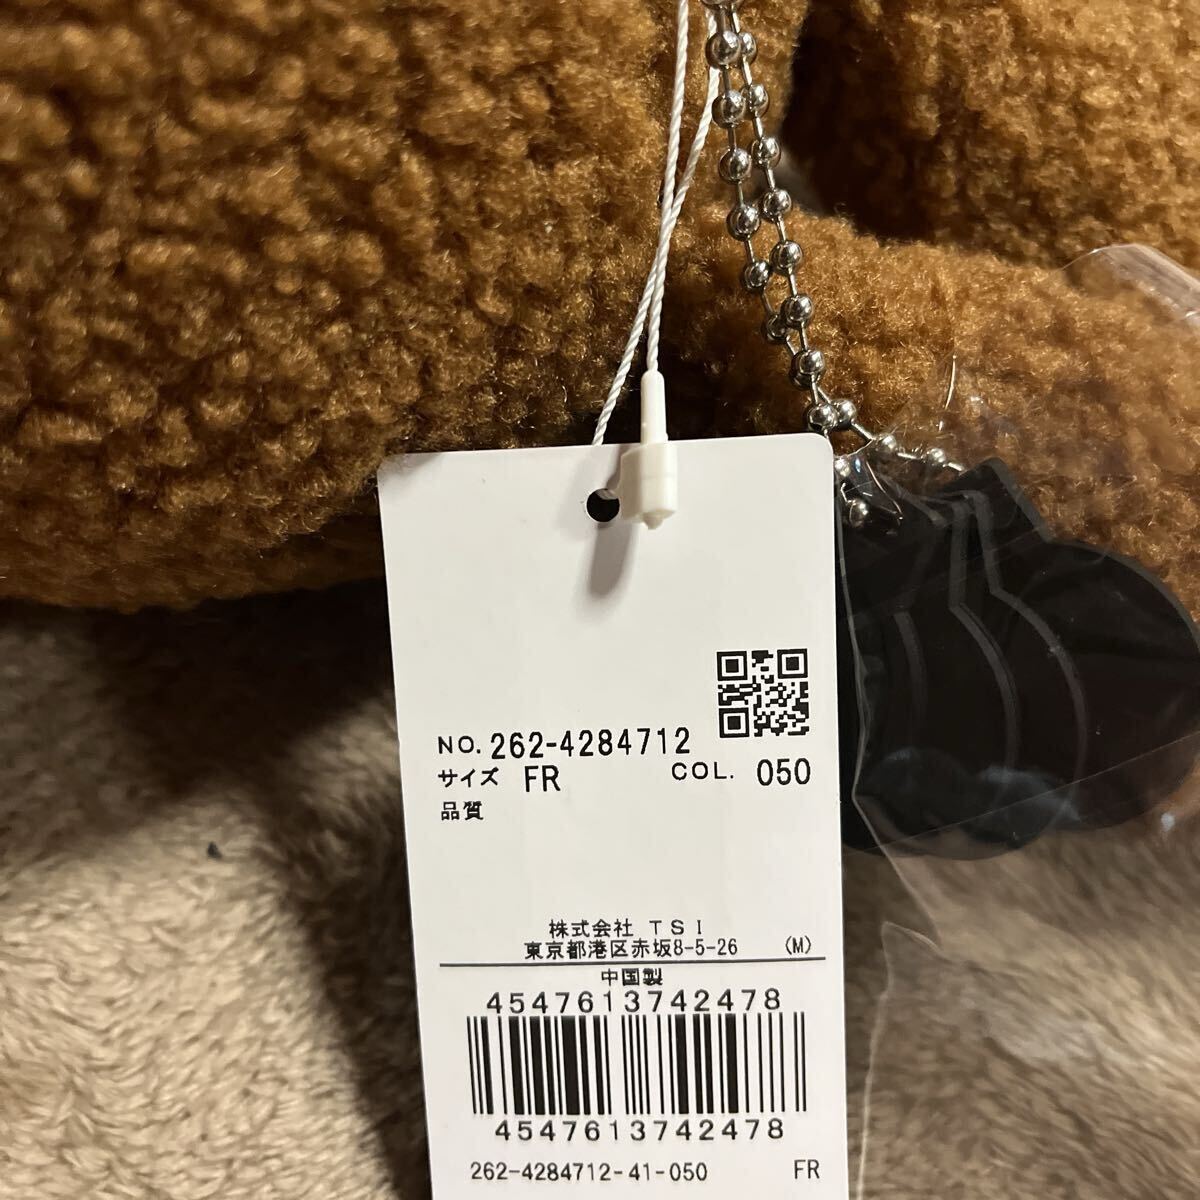 NO. 262-4284712
サイズ FR COL. 050
品質
株式会社 TSI
東京都港区赤坂8-5-26 (M)
中国製
4547613742478
4547613742478
262-4284712-41-050 FR